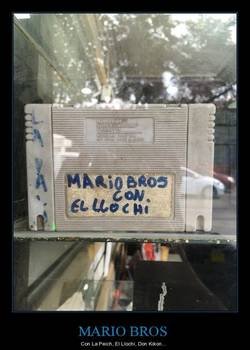 LA VA
MARIO BROS
CON
EL LLOCHI
MARIO BROS
Con La Peich, El Llochi, Don Kikon...